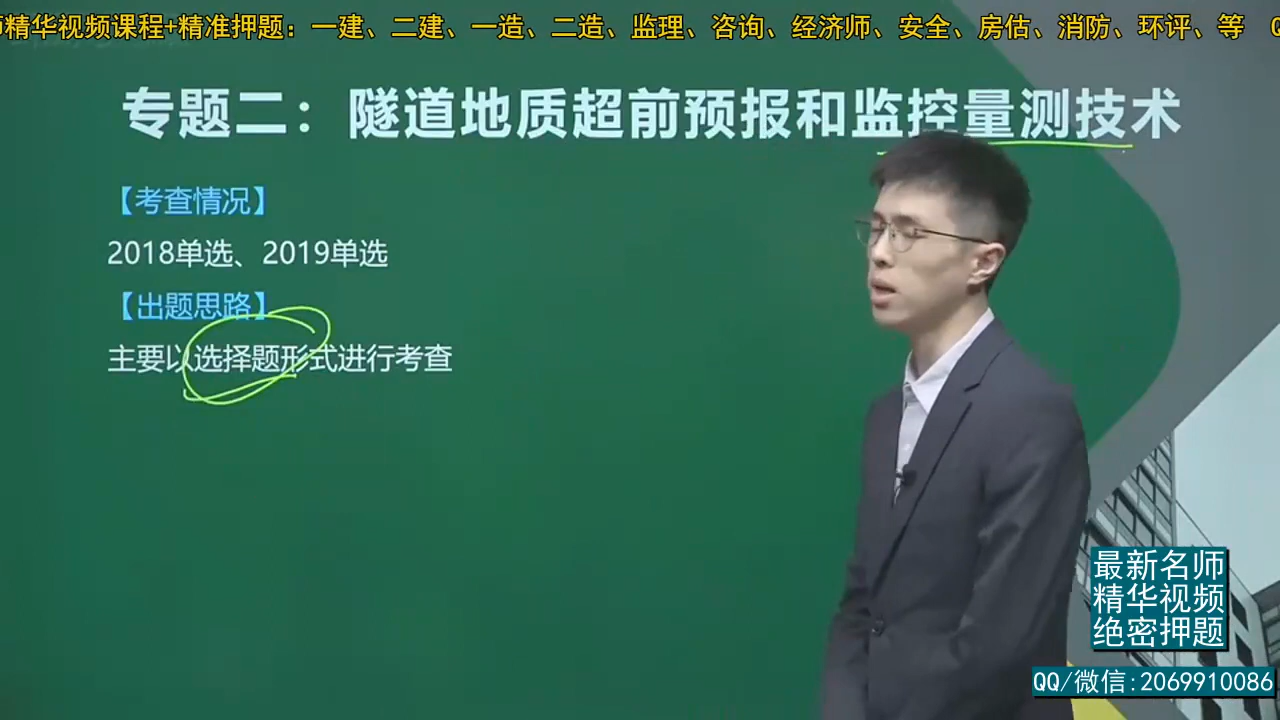 师精华视频课程+精准押题：一建、二建、一造、二造、监理、咨询、经济师、安全、房估、消防、环评、等 Q
专题二：隧道地质超前预报和监控量测技术
【考查情况】
2018单选、2019单选
【出题思路】
主要以选择题形式进行考查
最新名师
精华视频
绝密押题
QQ/微信:2069910086